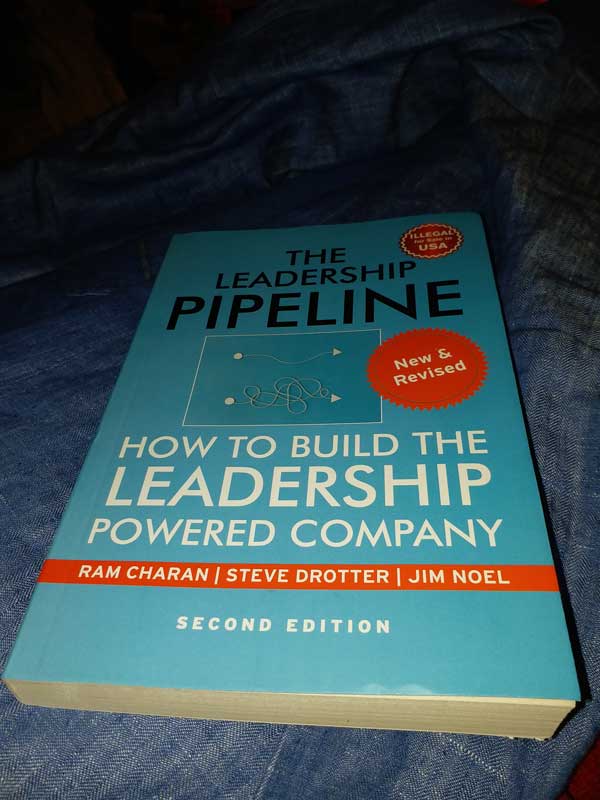 ILLEGAL
for Sale in
USA
THE
LEADERSHIP
PIPELINE
New &
Revised
HOW TO BUILD THE
LEADERSHIP
POWERED COMPANY
RAM CHARAN | STEVE DROTTER | JIM NOEL
SECOND EDITION